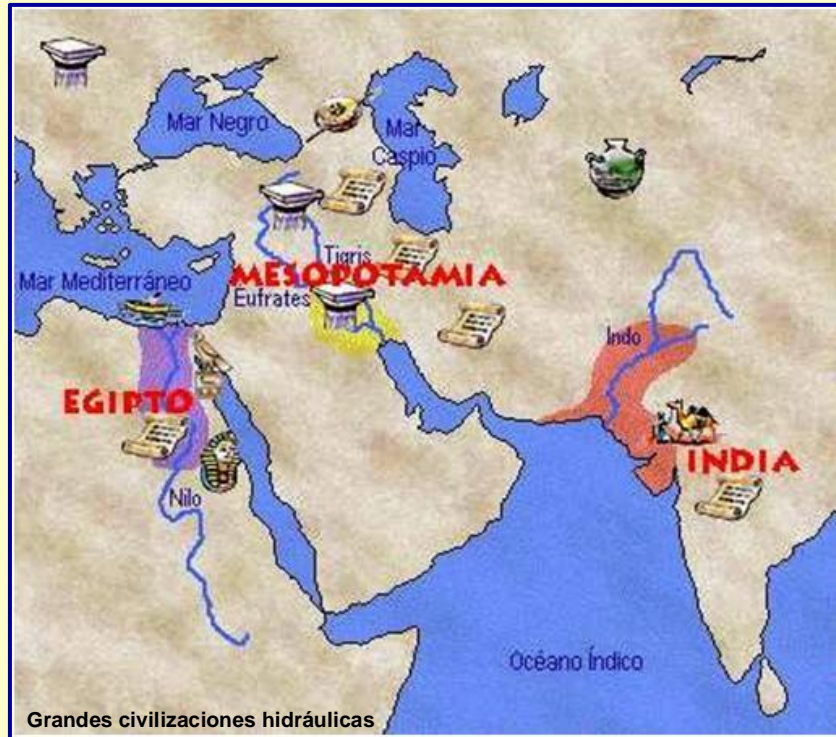 Mar Negro
Mar
Caspio
Tigris
MESOPOTAMIA
Mar Mediterráneo
Eufrates
Indo
EGIPTO
INDIA
Nilo
Océano Índico
Grandes civilizaciones hidráulicas